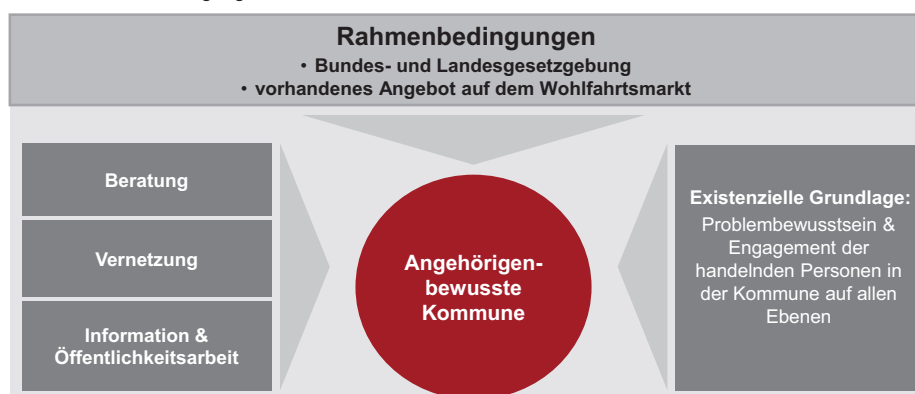 Rahmenbedingungen
• Bundes- und Landesgesetzgebung
• vorhandenes Angebot auf dem Wohlfahrtsmarkt
Beratung
Vernetzung
Information &
Öffentlichkeitsarbeit
Angehörigen-
bewusste
Kommune
Existenzielle Grundlage:
Problembewusstsein &
Engagement der
handelnden Personen in
der Kommune auf allen
Ebenen